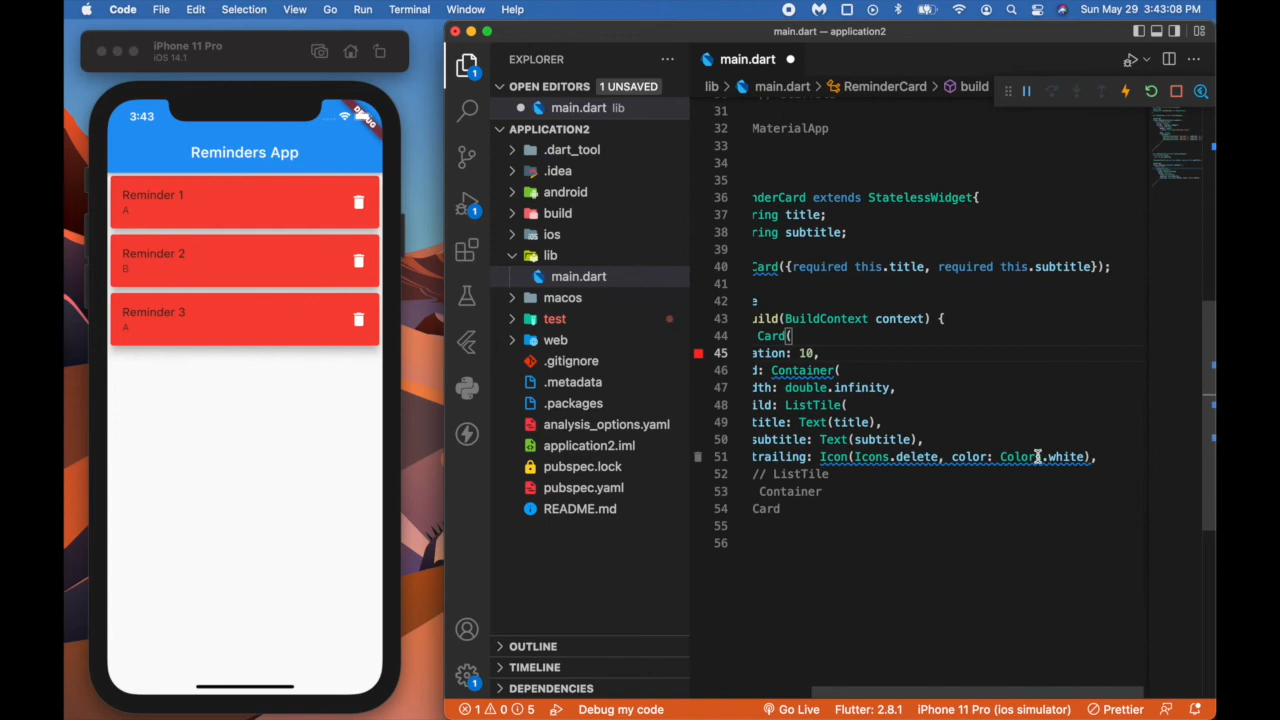 Code File Edit Selection View Go Run Terminal Window Help Sun May 29 3:43:08 PM
iPhone 11 Pro
iOS 14.1
3:43
DEBUG
Reminders App
Reminder 1
A
Reminder 2
B
Reminder 3
A
main.dart — application2
EXPLORER
OPEN EDITORS 1 UNSAVED
main.dart lib
APPLICATION2
.dart_tool
.idea
android
build
ios
lib
main.dart
macos
test
web
.gitignore
.metadata
.packages
analysis_options.yaml
application2.iml
pubspec.lock
pubspec.yaml
README.md
OUTLINE
TIMELINE
DEPENDENCIES
1
1
1
main.dart
lib > main.dart > ReminderCard > build
31
32 MaterialApp
33
34
35
36 nderCard extends StatelessWidget{
37 ring title;
38 ring subtitle;
39
40 Card({required this.title, required this.subtitle});
41
42 e
43 uild(BuildContext context) {
44 Card(
45 ation: 10,
46 d: Container(
47 dth: double.infinity,
48 ild: ListTile(
49 title: Text(title),
50 subtitle: Text(subtitle),
51 trailing: Icon(Icons.delete, color: Colors.white),
52 // ListTile
53 Container
54 Card
55
56
1 0 5 Debug my code Go Live Flutter: 2.8.1 iPhone 11 Pro (ios simulator) Prettier